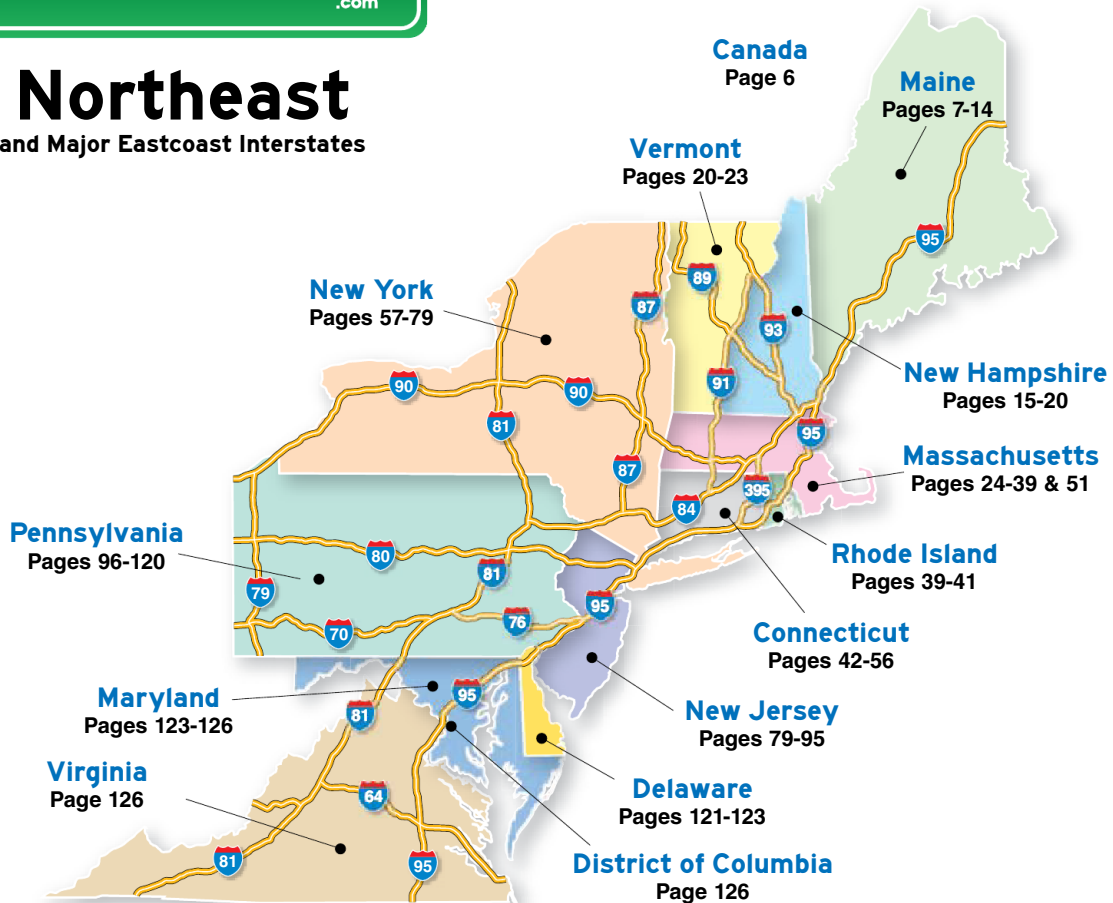 .com
Northeast
and Major Eastcoast Interstates
Canada
Page 6
Maine
Pages 7-14
Vermont
Pages 20-23
New York
Pages 57-79
New Hampshire
Pages 15-20
Massachusetts
Pages 24-39 & 51
Pennsylvania
Pages 96-120
Rhode Island
Pages 39-41
Connecticut
Pages 42-56
Maryland
Pages 123-126
New Jersey
Pages 79-95
Virginia
Page 126
Delaware
Pages 121-123
District of Columbia
Page 126
95
89
87
93
90
90
91
81
95
87
395
84
80
81
79
95
76
70
95
81
64
81
95